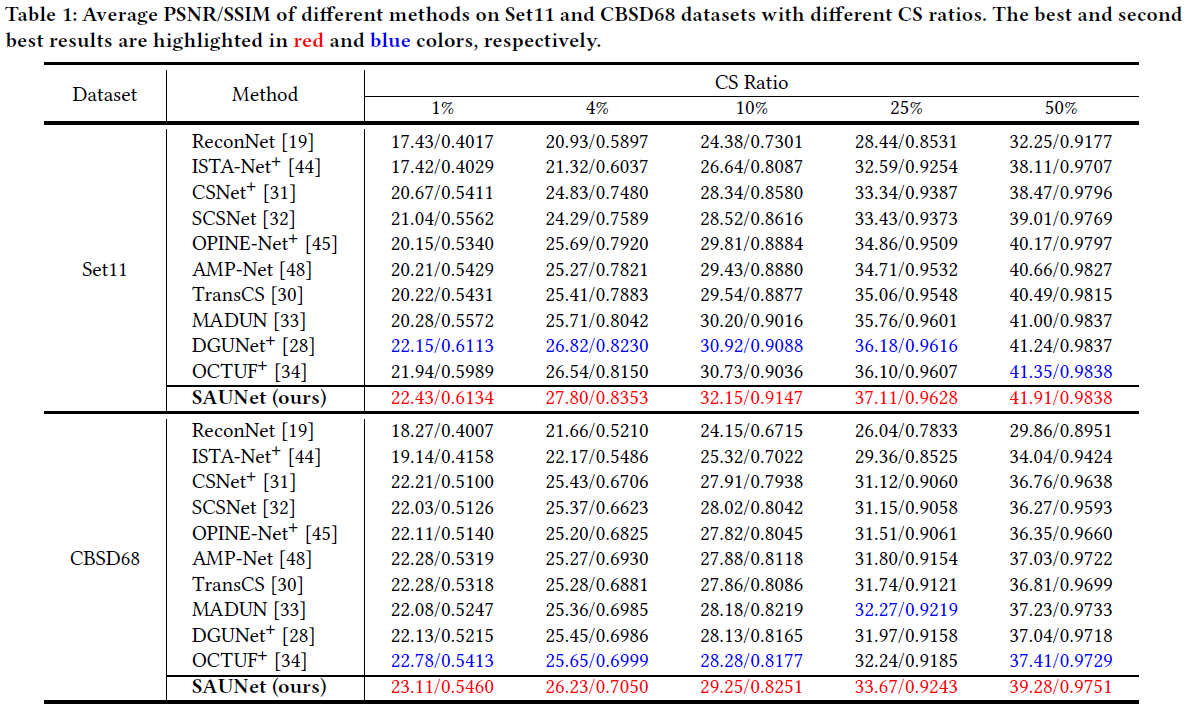 Table 1: Average PSNR/SSIM of different methods on Set11 and CBSD68 datasets with different CS ratios. The best and second
best results are highlighted in red and blue colors, respectively.
Dataset Method CS Ratio
1% 4% 10% 25% 50%
ReconNet [19] 17.43/0.4017 20.93/0.5897 24.38/0.7301 28.44/0.8531 32.25/0.9177
ISTA-Net+ [44] 17.42/0.4029 21.32/0.6037 26.64/0.8087 32.59/0.9254 38.11/0.9707
CSNet+ [31] 20.67/0.5411 24.83/0.7480 28.34/0.8580 33.34/0.9387 38.47/0.9796
SCSNet [32] 21.04/0.5562 24.29/0.7589 28.52/0.8616 33.43/0.9373 39.01/0.9769
OPINE-Net+ [45] 20.15/0.5340 25.69/0.7920 29.81/0.8884 34.86/0.9509 40.17/0.9797
Set11 AMP-Net [48] 20.21/0.5429 25.27/0.7821 29.43/0.8880 34.71/0.9532 40.66/0.9827
TransCS [30] 20.22/0.5431 25.41/0.7883 29.54/0.8877 35.06/0.9548 40.49/0.9815
MADUN [33] 20.28/0.5572 25.71/0.8042 30.20/0.9016 35.76/0.9601 41.00/0.9837
DGUNet+ [28] 22.15/0.6113 26.82/0.8230 30.92/0.9088 36.18/0.9616 41.24/0.9837
OCTUF+ [34] 21.94/0.5989 26.54/0.8150 30.73/0.9036 36.10/0.9607 41.35/0.9838
SAUNet (ours) 22.43/0.6134 27.80/0.8353 32.15/0.9147 37.11/0.9628 41.91/0.9838
ReconNet [19] 18.27/0.4007 21.66/0.5210 24.15/0.6715 26.04/0.7833 29.86/0.8951
ISTA-Net+ [44] 19.14/0.4158 22.17/0.5486 25.32/0.7022 29.36/0.8525 34.04/0.9424
CSNet+ [31] 22.21/0.5100 25.43/0.6706 27.91/0.7938 31.12/0.9060 36.76/0.9638
SCSNet [32] 22.03/0.5126 25.37/0.6623 28.02/0.8042 31.15/0.9058 36.27/0.9593
OPINE-Net+ [45] 22.11/0.5140 25.20/0.6825 27.82/0.8045 31.51/0.9061 36.35/0.9660
CBSD68 AMP-Net [48] 22.28/0.5319 25.27/0.6930 27.88/0.8118 31.80/0.9154 37.03/0.9722
TransCS [30] 22.28/0.5318 25.28/0.6881 27.86/0.8086 31.74/0.9121 36.81/0.9699
MADUN [33] 22.08/0.5247 25.36/0.6985 28.18/0.8219 32.27/0.9219 37.23/0.9733
DGUNet+ [28] 22.13/0.5215 25.45/0.6986 28.13/0.8165 31.97/0.9158 37.04/0.9718
OCTUF+ [34] 22.78/0.5413 25.65/0.6999 28.28/0.8177 32.24/0.9185 37.41/0.9729
SAUNet (ours) 23.11/0.5460 26.23/0.7050 29.25/0.8251 33.67/0.9243 39.28/0.9751